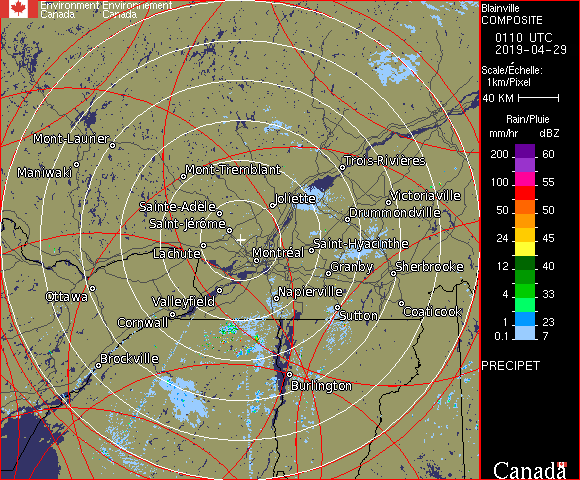 Environment Environnement
Canada Canada
Blainville
COMPOSITE
0110 UTC
2019-04-29
Scale/Échelle:
1km/Pixel
40 KM
Rain/Pluie
mm/hr dBZ
200 60
100 55
50 50
24 45
12 40
4 33
1 23
0.1 7
PRECIPET
Canada
Mont-Laurier
Maniwaki
Mont-Tremblant
Trois-Rivières
Joliette
Victoriaville
Sainte-Adèle
Drummondville
Saint-Jérôme
Saint-Hyacinthe
Lachute
Montréal
Granby
Sherbrooke
Ottawa
Valleyfield
Napierville
Cornwall
Sutton
Coaticook
Brockville
Burlington